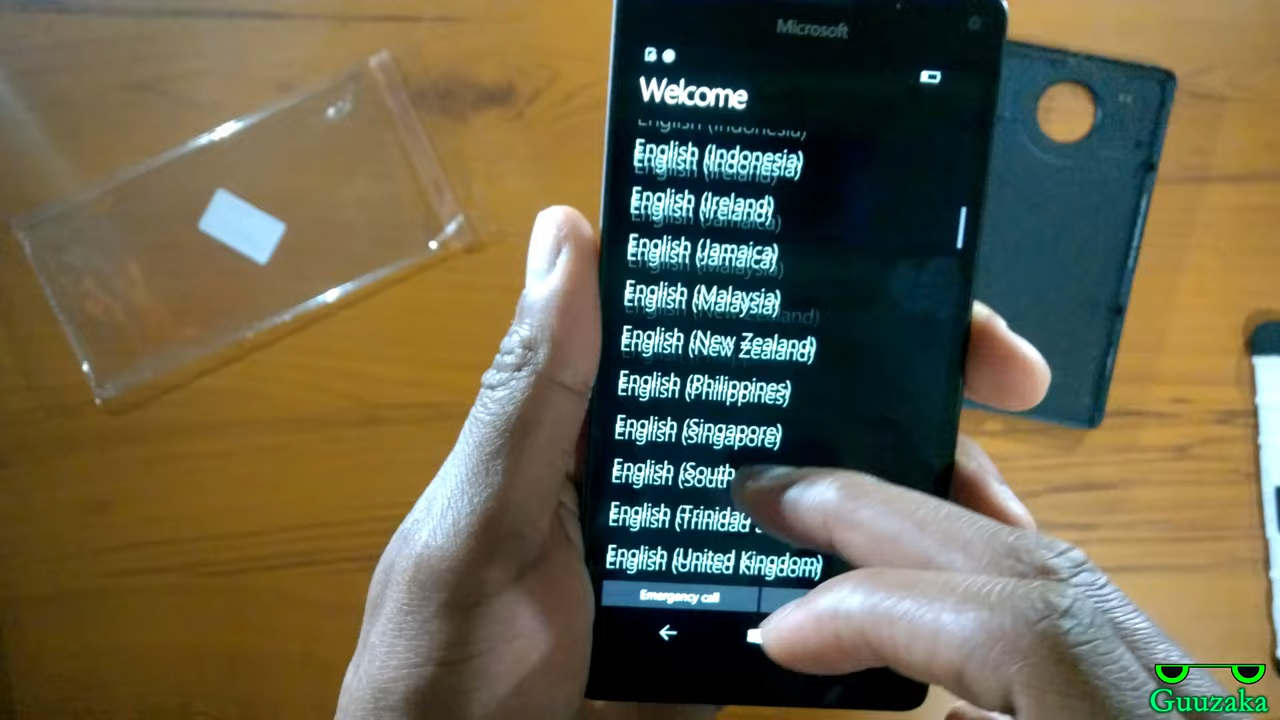 Microsoft
Welcome
English (Indonesia)
English (Ireland)
English (Jamaica)
English (Malaysia)
English (New Zealand)
English (Philippines)
English (Singapore)
English (South
English (Trinidad
English (United Kingdom)
Emergency call
Guuzaka